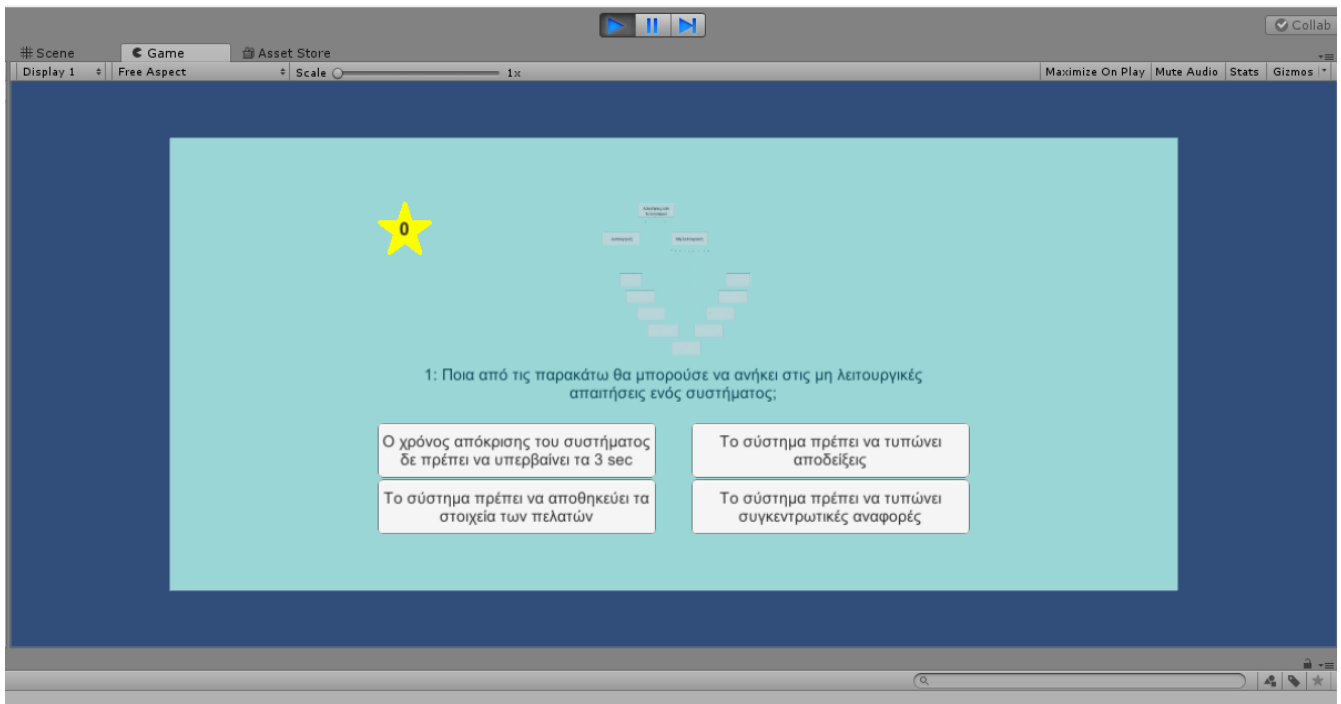 Collab
Scene
Game
Asset Store
Display 1
Free Aspect
Scale
1x
Maximize On Play
Mute Audio
Stats
Gizmos
0
1: Ποια από τις παρακάτω θα μπορούσε να ανήκει στις μη λειτουργικές
απαιτήσεις ενός συστήματος;
Ο χρόνος απόκρισης του συστήματος
δε πρέπει να υπερβαίνει τα 3 sec
Το σύστημα πρέπει να τυπώνει
αποδείξεις
Το σύστημα πρέπει να αποθηκεύει τα
στοιχεία των πελατών
Το σύστημα πρέπει να τυπώνει
συγκεντρωτικές αναφορές